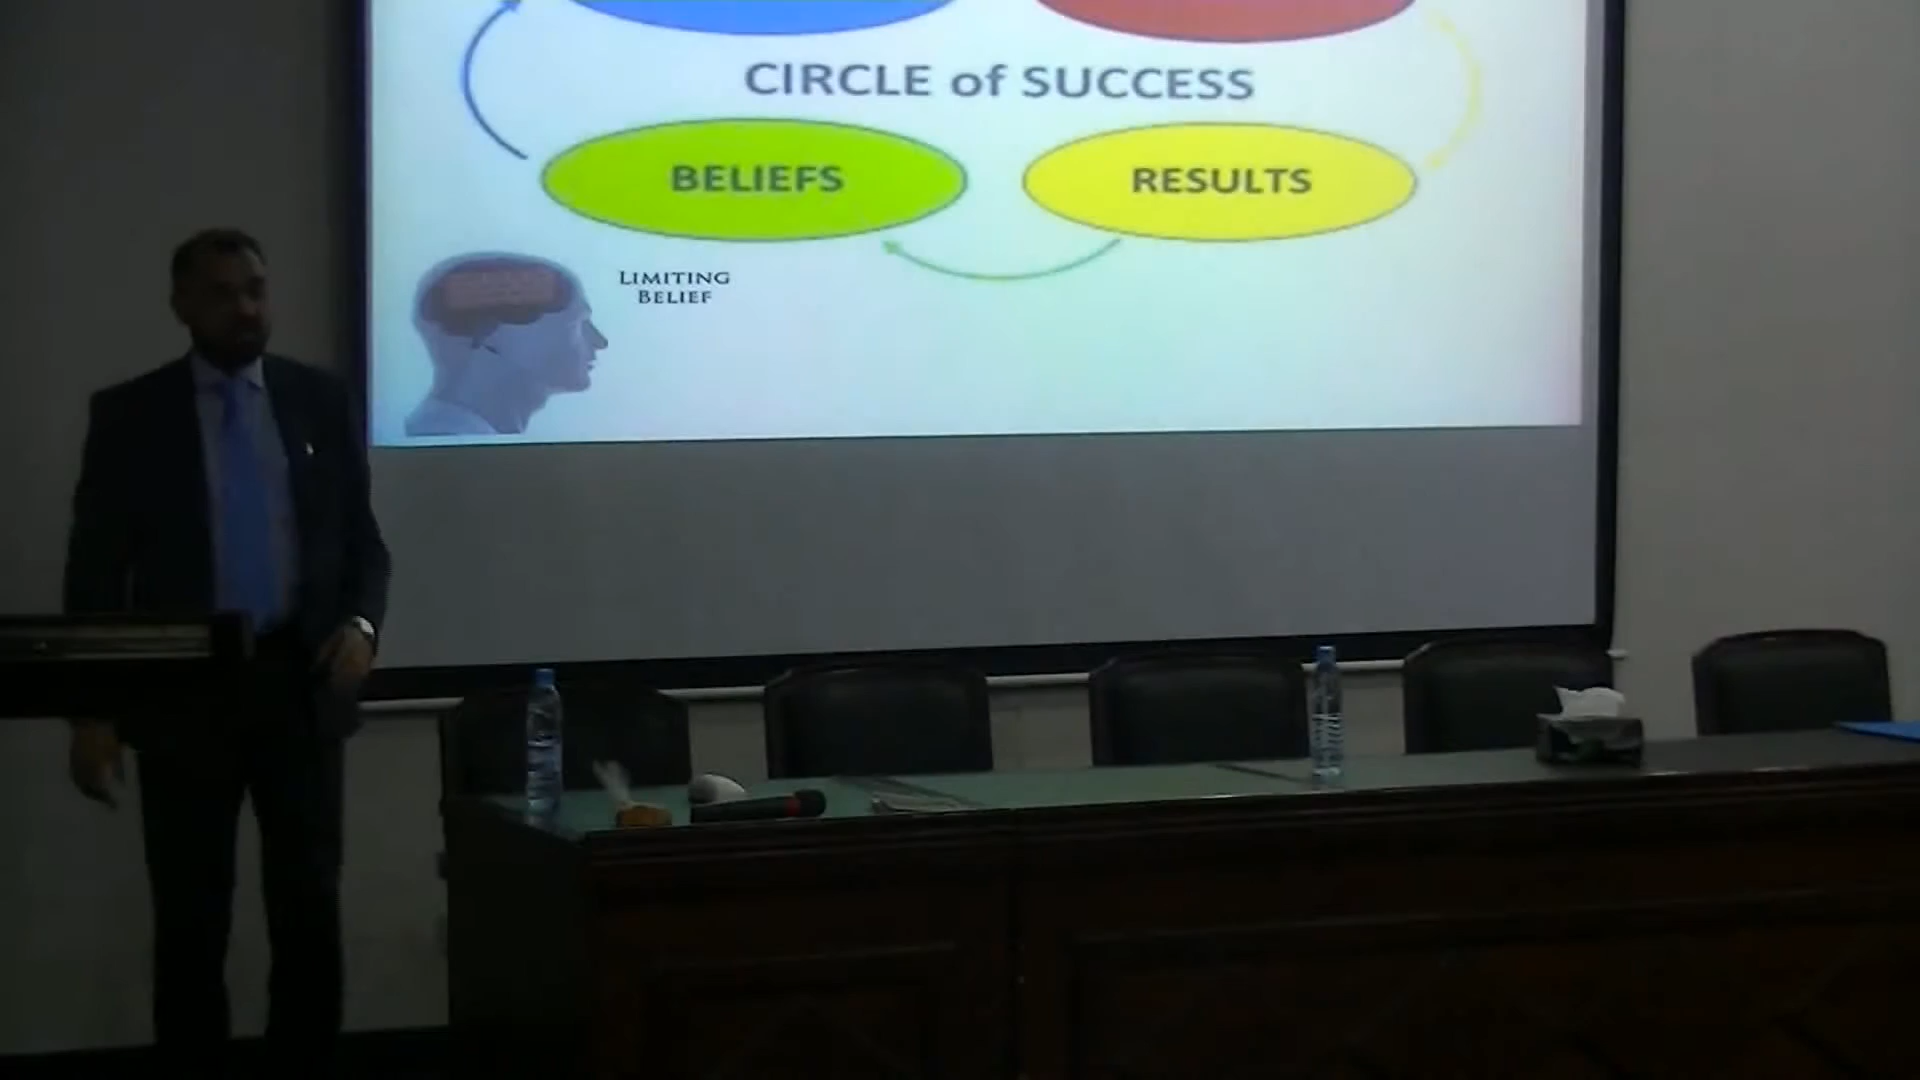 CIRCLE of SUCCESS
BELIEFS
RESULTS
LIMITING
BELIEF